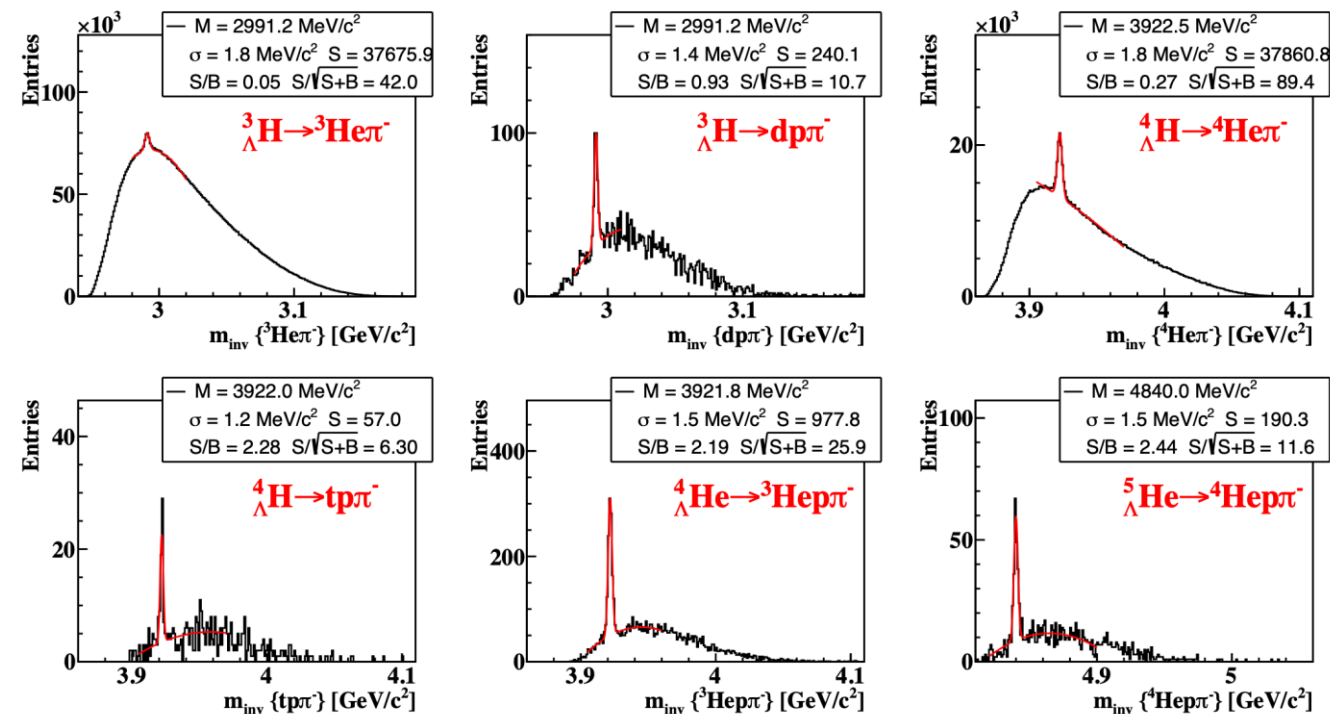 ×10³
— M = 2991.2 MeV/c²
σ = 1.8 MeV/c² S = 37675.9
S/B = 0.05 S/√S+B = 42.0
³ΛH→³Heπ⁻
Entries
100
50
0
3
3.1
m_inv {³Heπ⁻} [GeV/c²]
— M = 2991.2 MeV/c²
σ = 1.4 MeV/c² S = 240.1
S/B = 0.93 S/√S+B = 10.7
³ΛH→dpπ⁻
Entries
100
0
3
3.1
m_inv {dpπ⁻} [GeV/c²]
×10³
— M = 3922.5 MeV/c²
σ = 1.8 MeV/c² S = 37860.8
S/B = 0.27 S/√S+B = 89.4
⁴ΛH→⁴Heπ⁻
Entries
20
0
3.9
4
4.1
m_inv {⁴Heπ⁻} [GeV/c²]
— M = 3922.0 MeV/c²
σ = 1.2 MeV/c² S = 57.0
S/B = 2.28 S/√S+B = 6.30
⁴ΛH→tpπ⁻
Entries
40
20
0
3.9
4
4.1
m_inv {tpπ⁻} [GeV/c²]
— M = 3921.8 MeV/c²
σ = 1.5 MeV/c² S = 977.8
S/B = 2.19 S/√S+B = 25.9
⁴ΛHe→³Hepπ⁻
Entries
400
200
0
3.9
4
4.1
m_inv {³Hepπ⁻} [GeV/c²]
— M = 4840.0 MeV/c²
σ = 1.5 MeV/c² S = 190.3
S/B = 2.44 S/√S+B = 11.6
⁵ΛHe→⁴Hepπ⁻
Entries
100
50
0
4.9
5
m_inv {⁴Hepπ⁻} [GeV/c²]